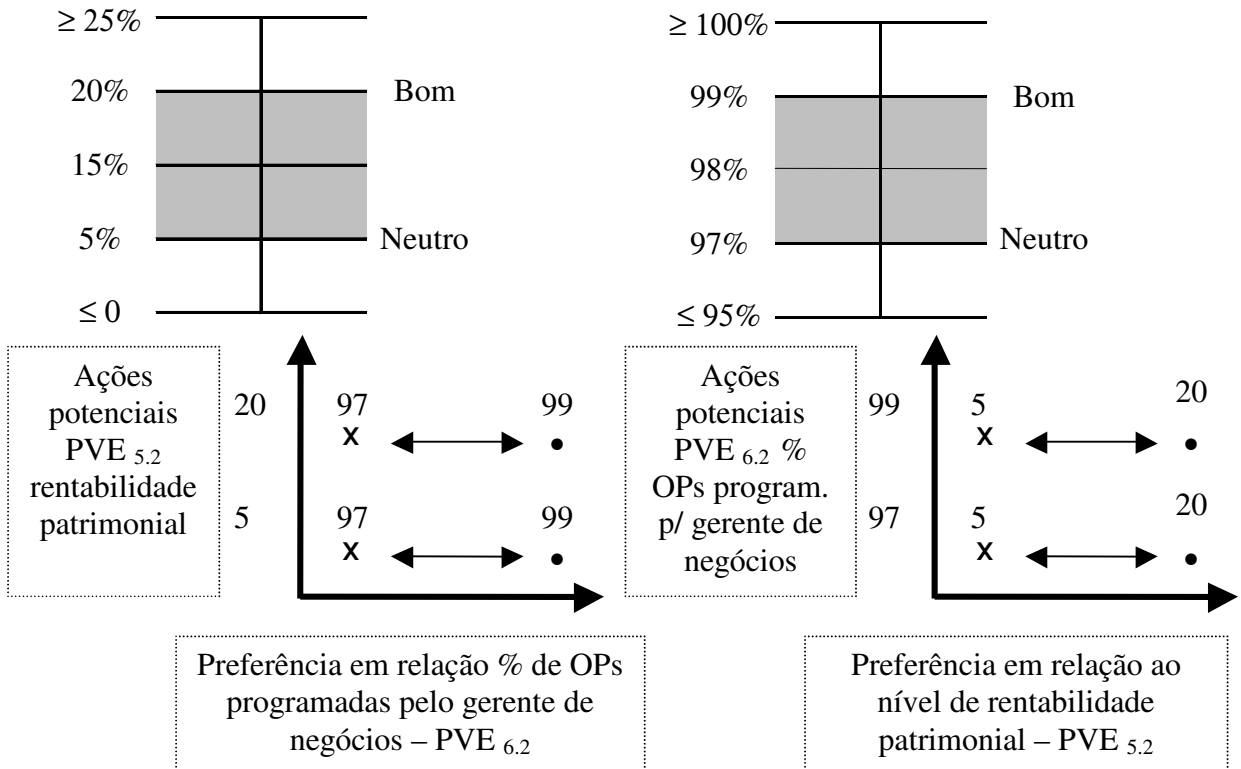 ≥ 25%
20%
Bom
15%
5%
Neutro
≤ 0
≥ 100%
99%
Bom
98%
97%
Neutro
≤ 95%
Ações
potenciais
PVE 5.2
rentabilidade
patrimonial
20
97
x
99
5
97
x
99
Preferência em relação % de OPs
programadas pelo gerente de
negócios – PVE 6.2
Ações
potenciais
PVE 6.2 %
OPs program.
p/ gerente de
negócios
99
5
x
20
97
5
x
20
Preferência em relação ao
nível de rentabilidade
patrimonial – PVE 5.2